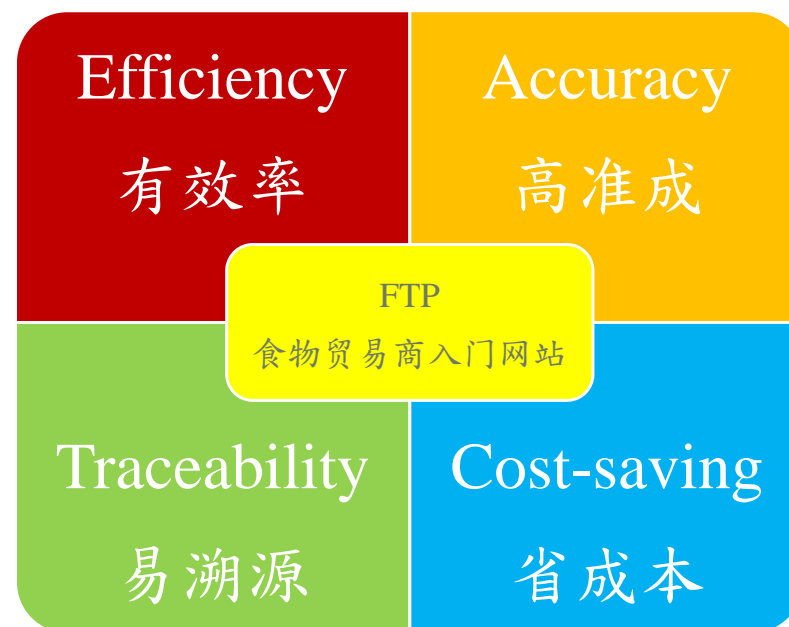 Efficiency
有效率
Accuracy
高准成
FTP
食物贸易商入门网站
Traceability
易溯源
Cost-saving
省成本